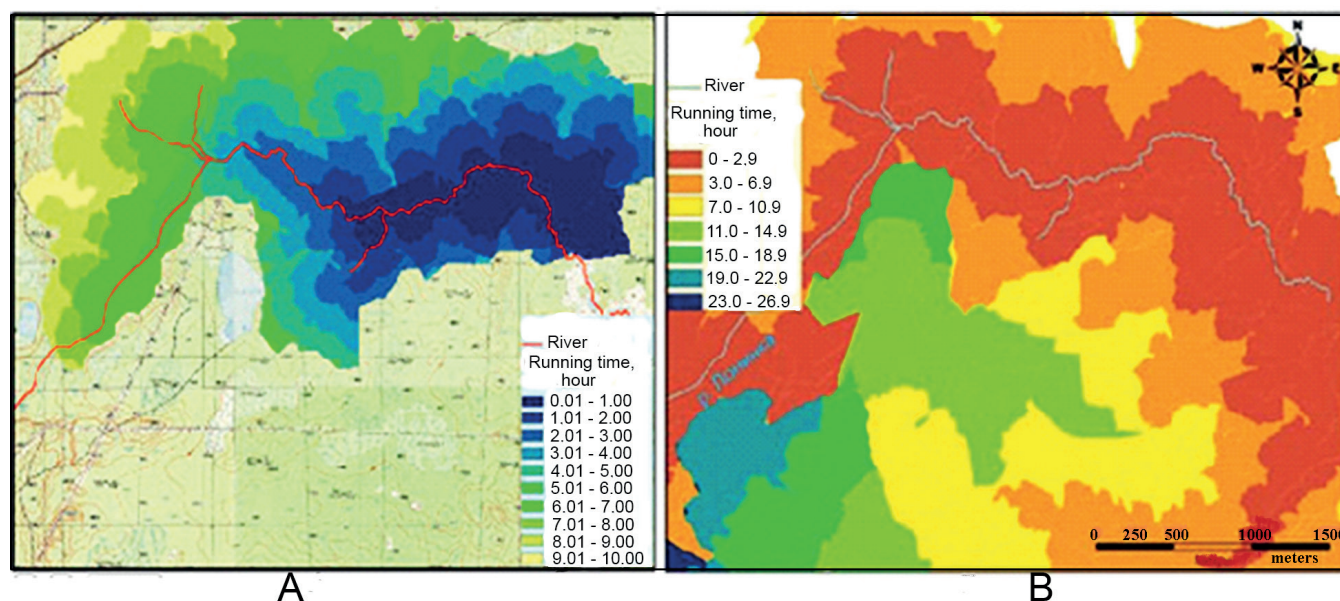 River
Running time,
hour
0.01 - 1.00
1.01 - 2.00
2.01 - 3.00
3.01 - 4.00
4.01 - 5.00
5.01 - 6.00
6.01 - 7.00
7.01 - 8.00
8.01 - 9.00
9.01 - 10.00
A
River
Running time,
hour
0 - 2.9
3.0 - 6.9
7.0 - 10.9
11.0 - 14.9
15.0 - 18.9
19.0 - 22.9
23.0 - 26.9
N
W E
S
р. Лонинка
0 250 500 1000 1500
meters
B